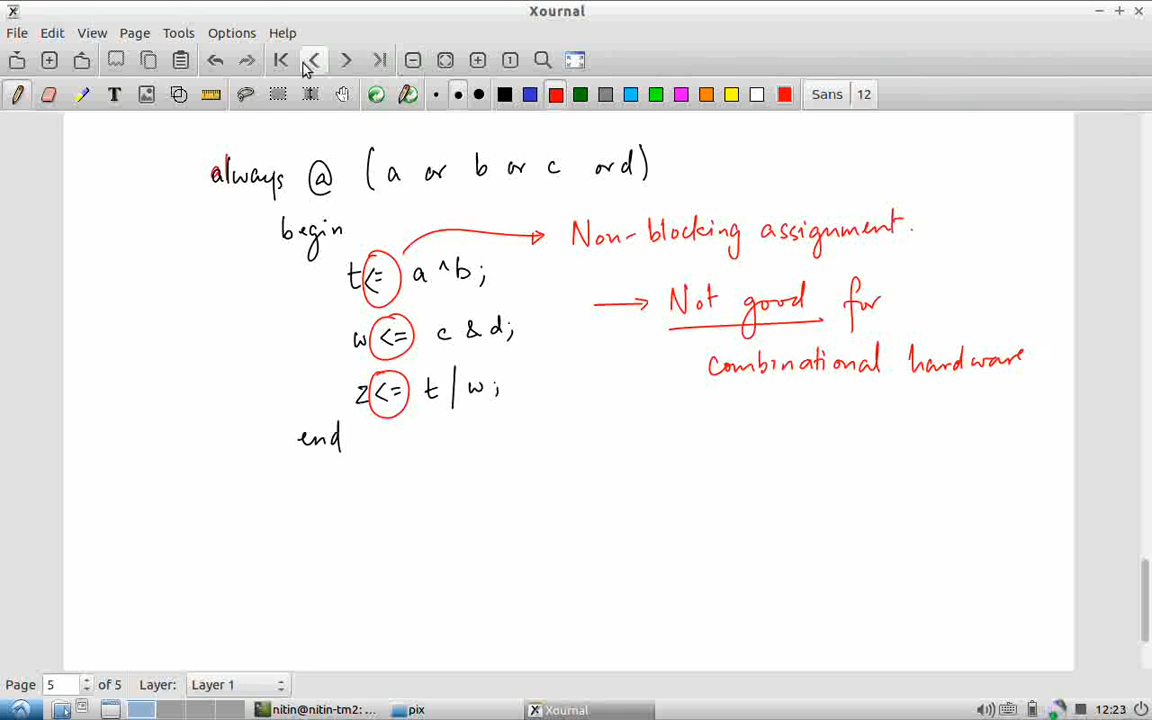 Xournal
File Edit View Page Tools Options Help
Sans 12
always @ (a or b or c or d)
begin
t <= a ^ b;
Non-blocking assignment.
w <= c & d;
→ Not good for
combinational hardware
z <= t | w;
end
Page 5 of 5 Layer: Layer 1
nitin@nitin-tm2: ... pix Xournal 12:23